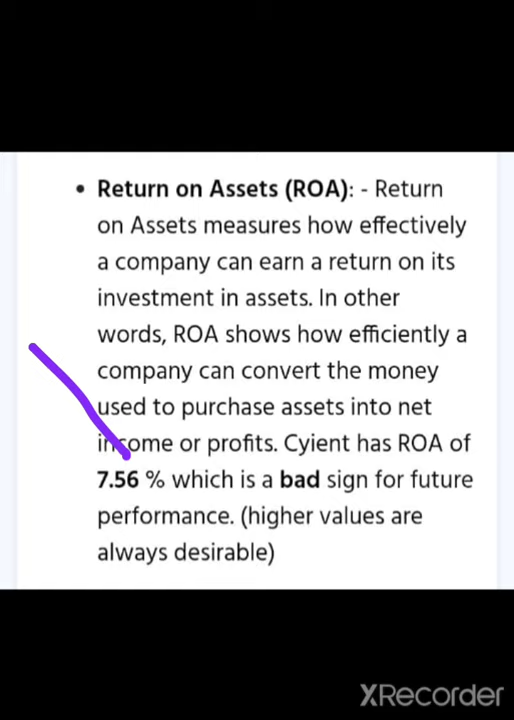 • Return on Assets (ROA): - Return
on Assets measures how effectively
a company can earn a return on its
investment in assets. In other
words, ROA shows how efficiently a
company can convert the money
used to purchase assets into net
income or profits. Cyient has ROA of
7.56 % which is a bad sign for future
performance. (higher values are
always desirable)
XRecorder